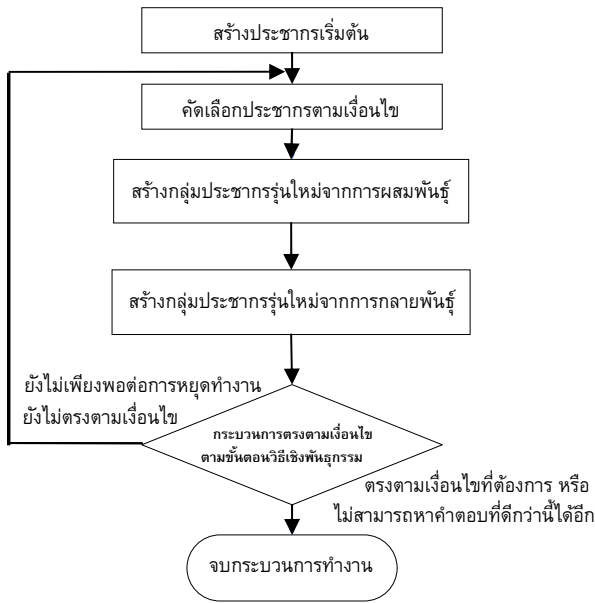 สร้างประชากรเริ่มต้น
คัดเลือกประชากรตามเงื่อนไข
สร้างกลุ่มประชากรรุ่นใหม่จากการผสมพันธุ์
สร้างกลุ่มประชากรรุ่นใหม่จากการกลายพันธุ์
ยังไม่เพียงพอต่อการหยุดทำงาน
ยังไม่ตรงตามเงื่อนไข
กระบวนการตรงตามเงื่อนไข
ตามขั้นตอนวิธีเชิงพันธุกรรม
ตรงตามเงื่อนไขที่ต้องการ หรือ
ไม่สามารถหาคำตอบที่ดีกว่านี้ได้อีก
จบกระบวนการทำงาน